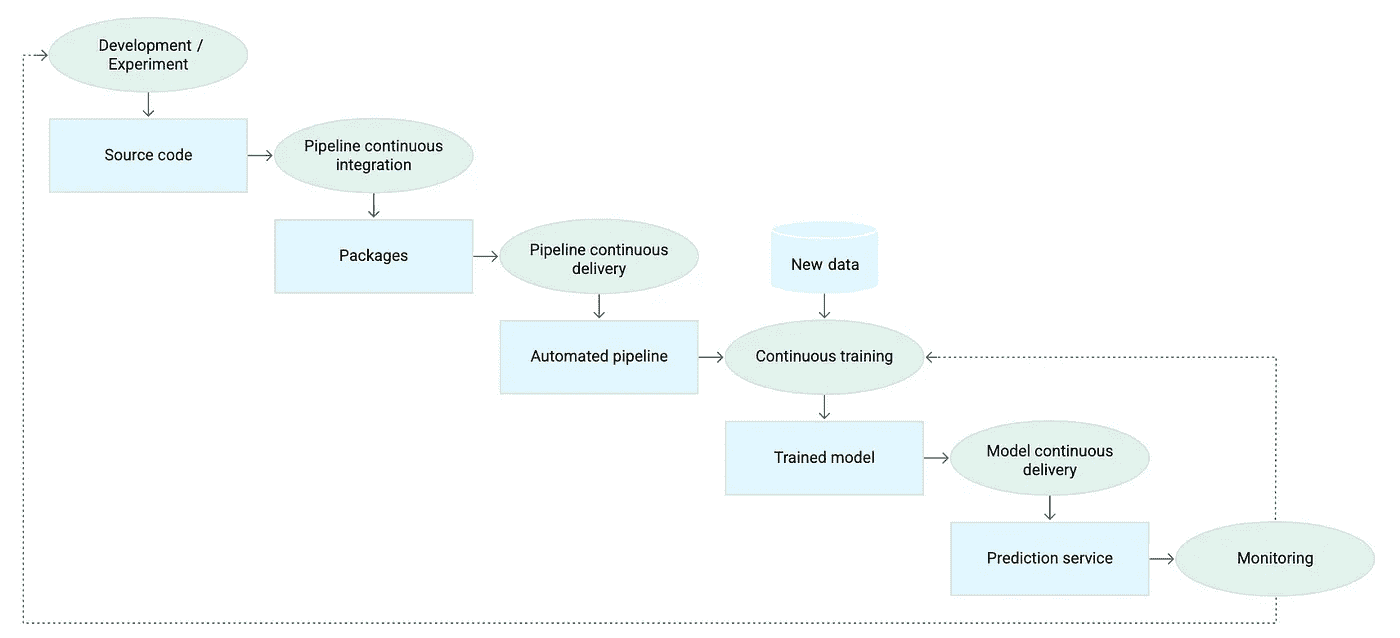 Development /
Experiment
Source code
Pipeline continuous
integration
Packages
Pipeline continuous
delivery
New data
Automated pipeline
Continuous training
Trained model
Model continuous
delivery
Prediction service
Monitoring